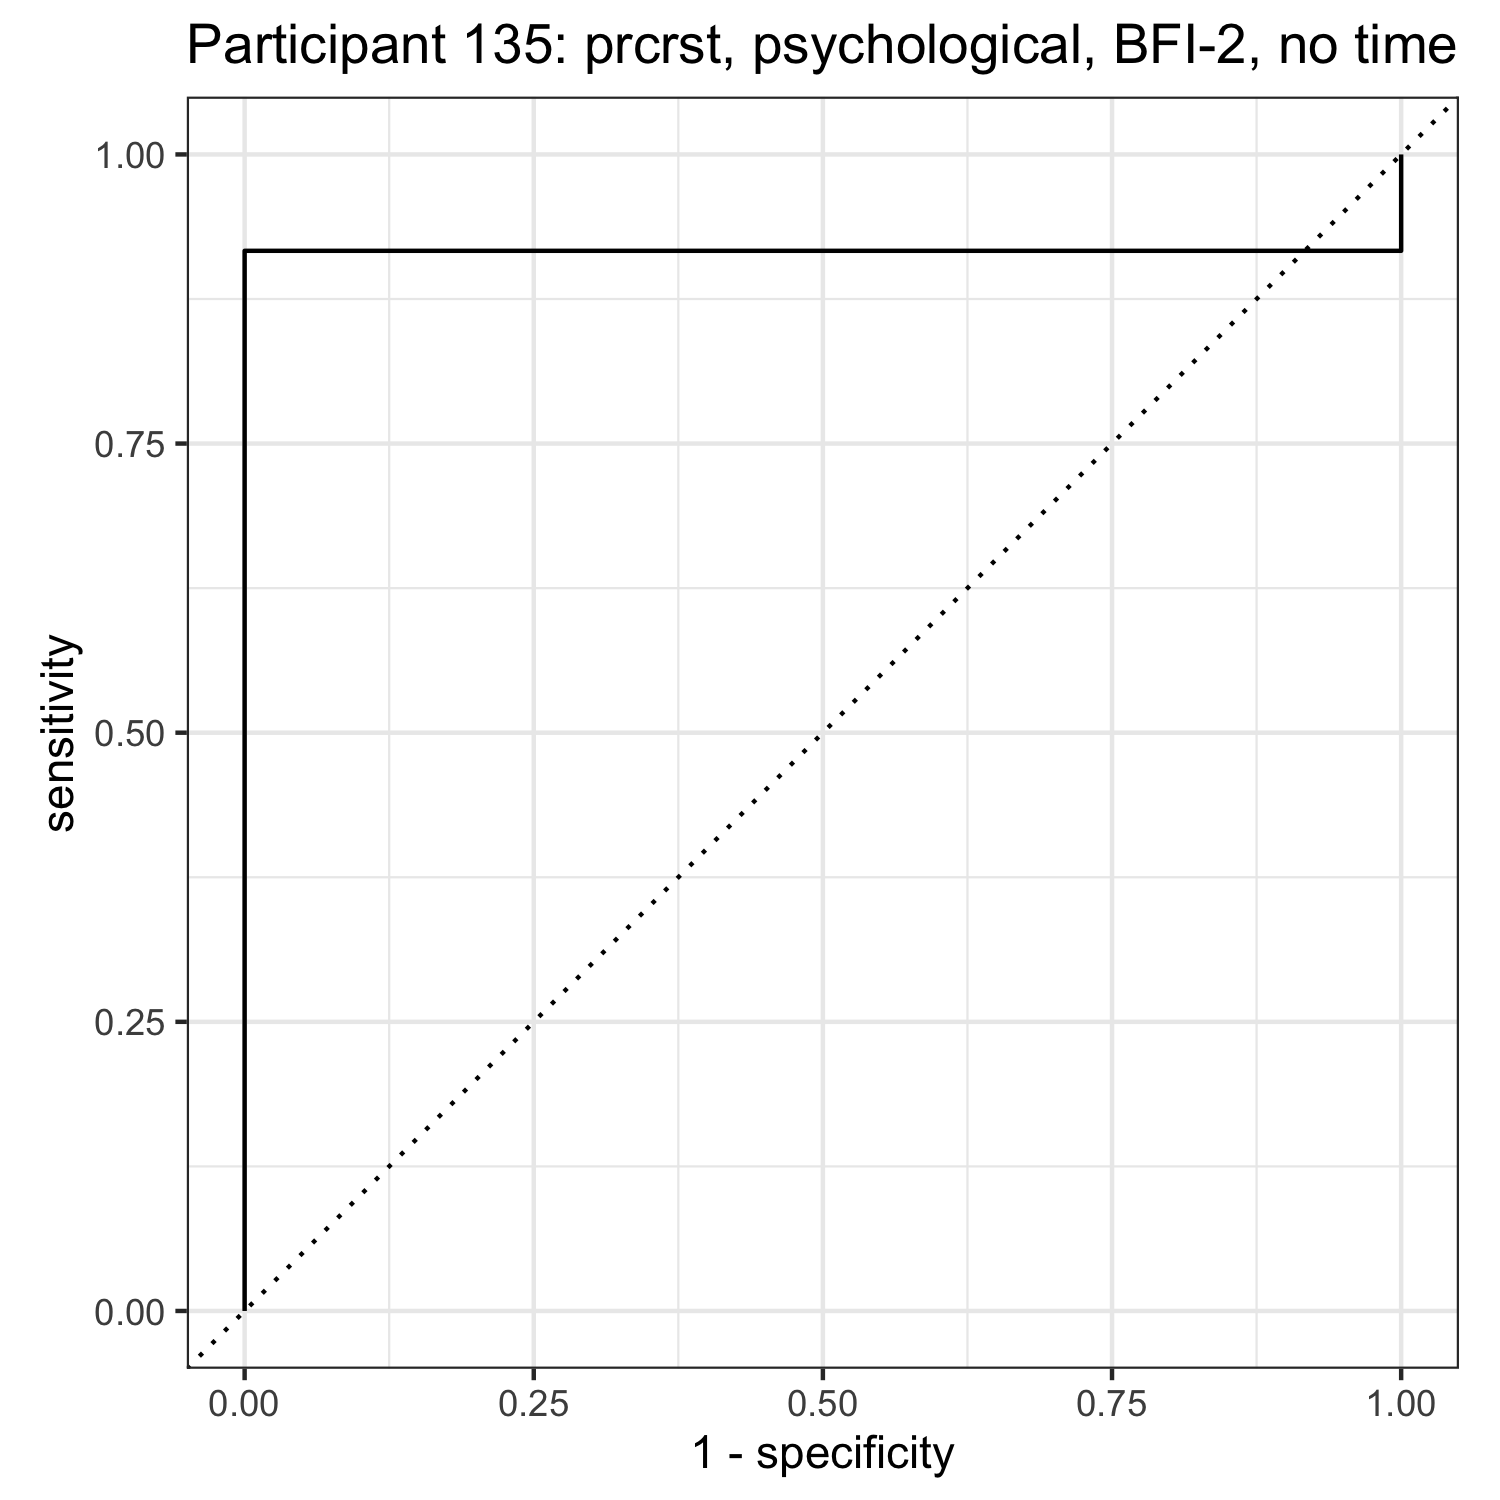 Participant 135: prcrst, psychological, BFI-2, no time
sensitivity
1.00
0.75
0.50
0.25
0.00
0.00 0.25 0.50 0.75 1.00
1 - specificity